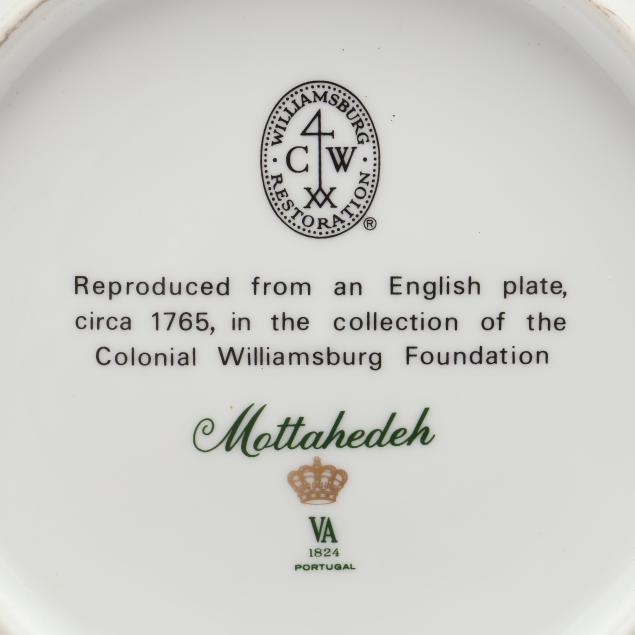 WILLIAMSBURG
C W
RESTORATION
®
Reproduced from an English plate,
circa 1765, in the collection of the
Colonial Williamsburg Foundation
Mottahedeh
VA
1824
PORTUGAL